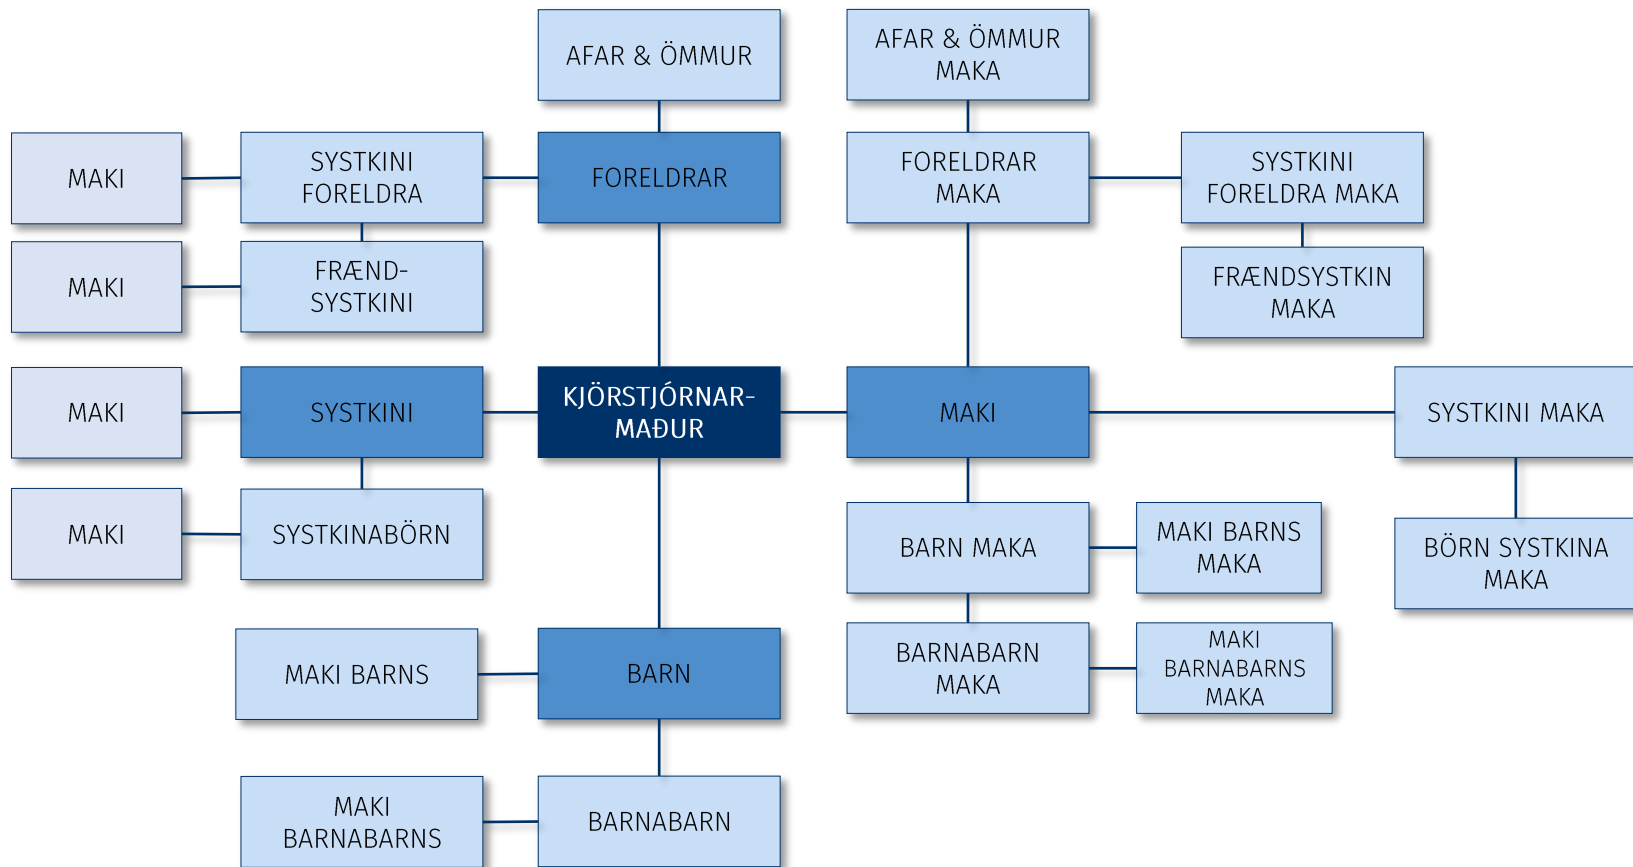 AFAR & ÖMMUR
AFAR & ÖMMUR
MAKA
MAKI
SYSTKINI
FORELDRA
FORELDRAR
FORELDRAR
MAKA
SYSTKINI
FORELDRA MAKA
MAKI
FRÆND-
SYSTKINI
FRÆNDSYSTKIN
MAKA
MAKI
SYSTKINI
KJÖRSTJÓRNAR-
MAÐUR
MAKI
SYSTKINI MAKA
MAKI
SYSTKINABÖRN
BARN MAKA
MAKI BARNS
MAKA
BÖRN SYSTKINA
MAKA
MAKI BARNS
BARN
BARNABARN
MAKA
MAKI
BARNABARNS
MAKA
MAKI
BARNABARNS
BARNABARN